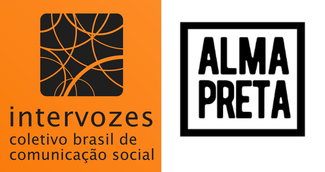 intervozes
coletivo brasil de
comunicação social
ALMA
PRETA